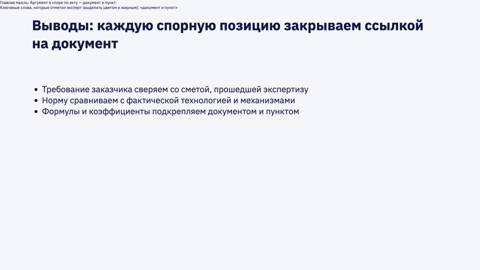 Главная мысль: Аргумент в споре по акту — документ и пункт.
Ключевые слова, которые отметил эксперт (выделить цветом и жирным): «документ и пункт»
Выводы: каждую спорную позицию закрываем ссылкой
на документ
• Требование заказчика сверяем со сметой, прошедшей экспертизу
• Норму сравниваем с фактической технологией и механизмами
• Формулы и коэффициенты подкрепляем документом и пунктом